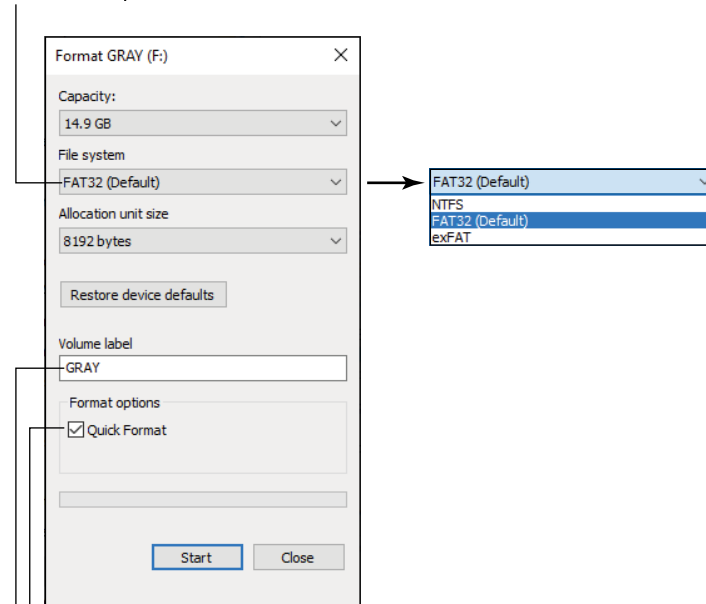 Format GRAY (F:)
Capacity:
14.9 GB
File system
FAT32 (Default)
Allocation unit size
8192 bytes
Restore device defaults
Volume label
GRAY
Format options
Quick Format
Start Close
FAT32 (Default)
NTFS
FAT32 (Default)
exFAT